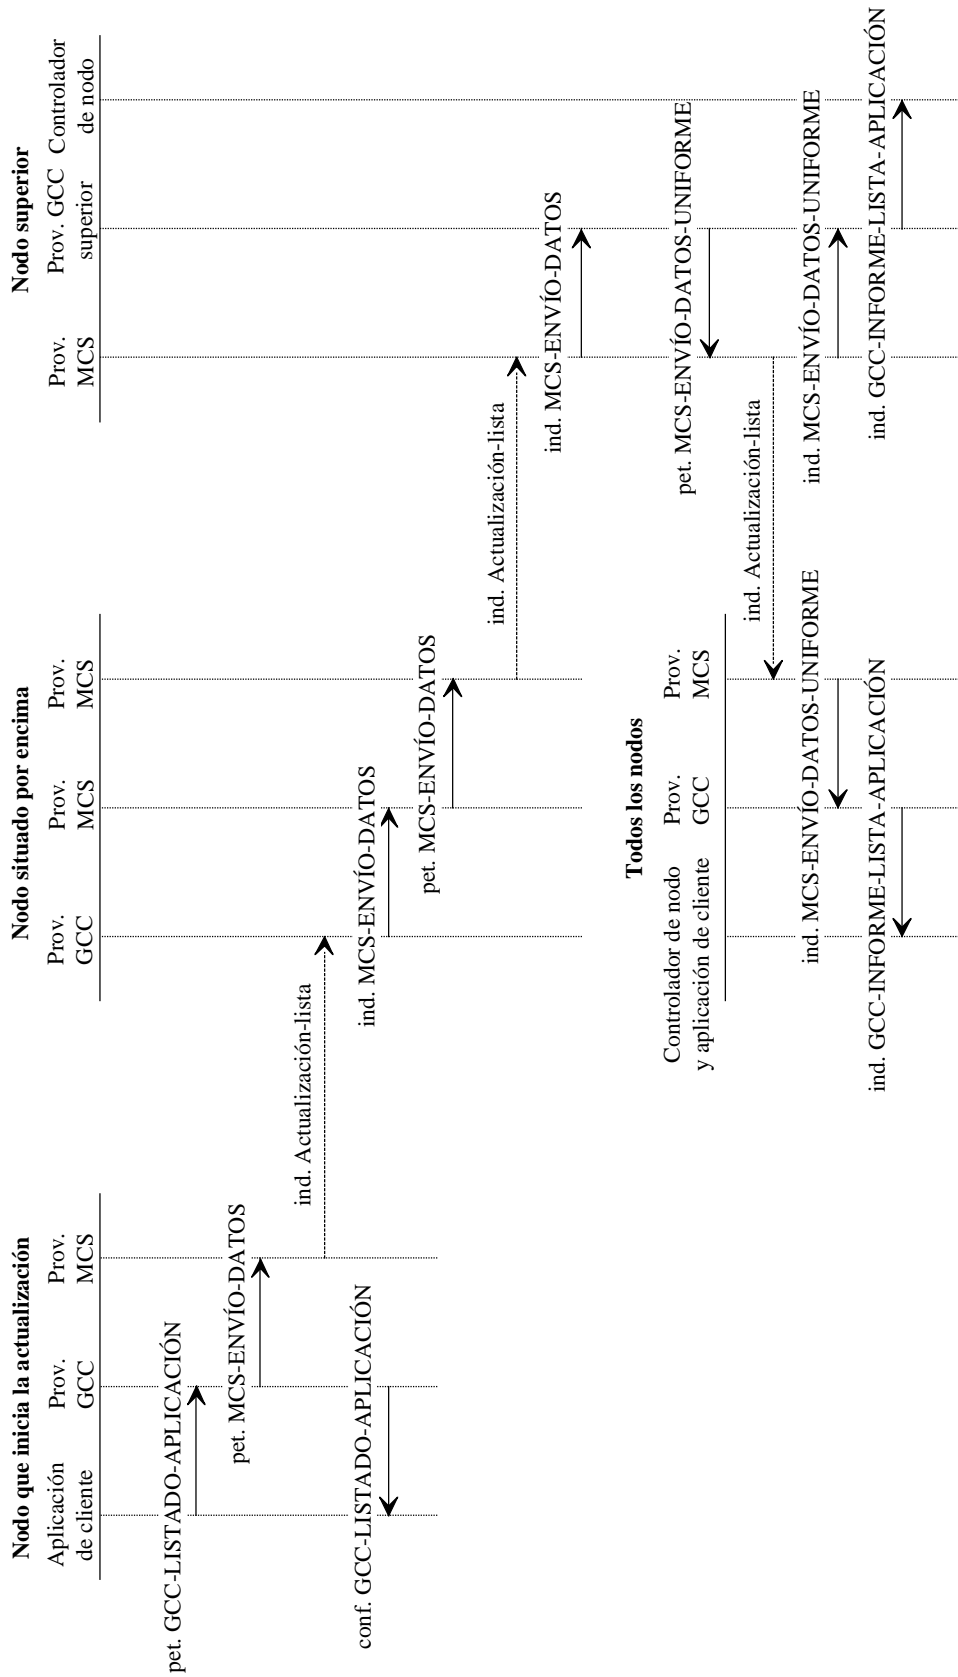 Nodo que inicia la actualización
Aplicación
de cliente
Prov.
GCC
Prov.
MCS
Nodo situado por encima
Prov.
GCC
Prov.
MCS
Prov.
MCS
Nodo superior
Prov.
MCS
Prov. GCC
superior
Controlador
de nodo
pet. GCC-LISTADO-APLICACIÓN
pet. MCS-ENVÍO-DATOS
ind. Actualización-lista
conf. GCC-LISTADO-APLICACIÓN
ind. MCS-ENVÍO-DATOS
pet. MCS-ENVÍO-DATOS
ind. Actualización-lista
ind. MCS-ENVÍO-DATOS
Todos los nodos
Controlador de nodo
y aplicación de cliente
Prov.
GCC
Prov.
MCS
pet. MCS-ENVÍO-DATOS-UNIFORME
ind. Actualización-lista
ind. MCS-ENVÍO-DATOS-UNIFORME
ind. MCS-ENVÍO-DATOS-UNIFORME
ind. GCC-INFORME-LISTA-APLICACIÓN
ind. GCC-INFORME-LISTA-APLICACIÓN